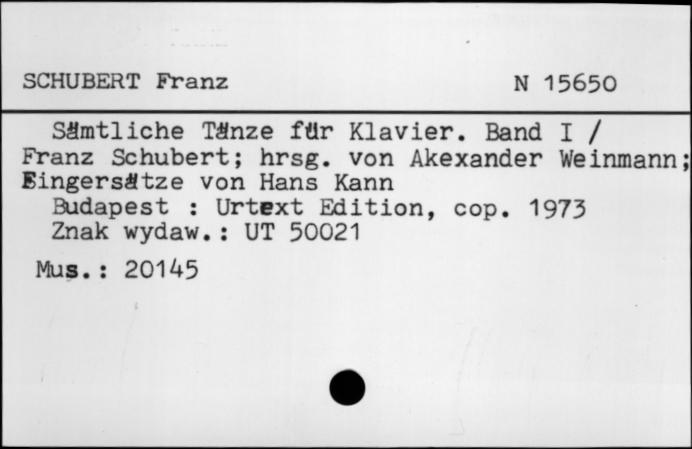 SCHUBERT Franz N 15650
Sämtliche Tänze für Klavier. Band I /
Franz Schubert; hrsg. von Akexander Weinmann;
Fingersätze von Hans Kann
Budapest : Urtext Edition, cop. 1973
Znak wydaw.: UT 50021
Mus.: 20145